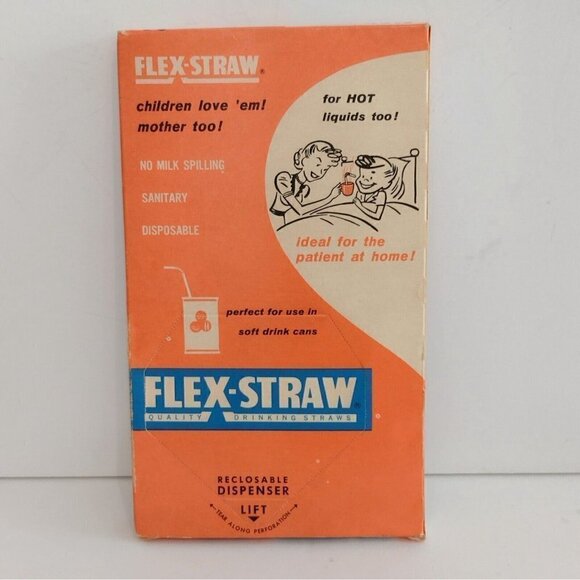 FLEX-STRAW®
children love 'em!
mother too!
for HOT
liquids too!
NO MILK SPILLING
SANITARY
DISPOSABLE
ideal for the
patient at home!
perfect for use in
soft drink cans
FLEX-STRAW®
QUALITY DRINKING STRAWS
RECLOSABLE
DISPENSER
LIFT
TEAR ALONG PERFORATION